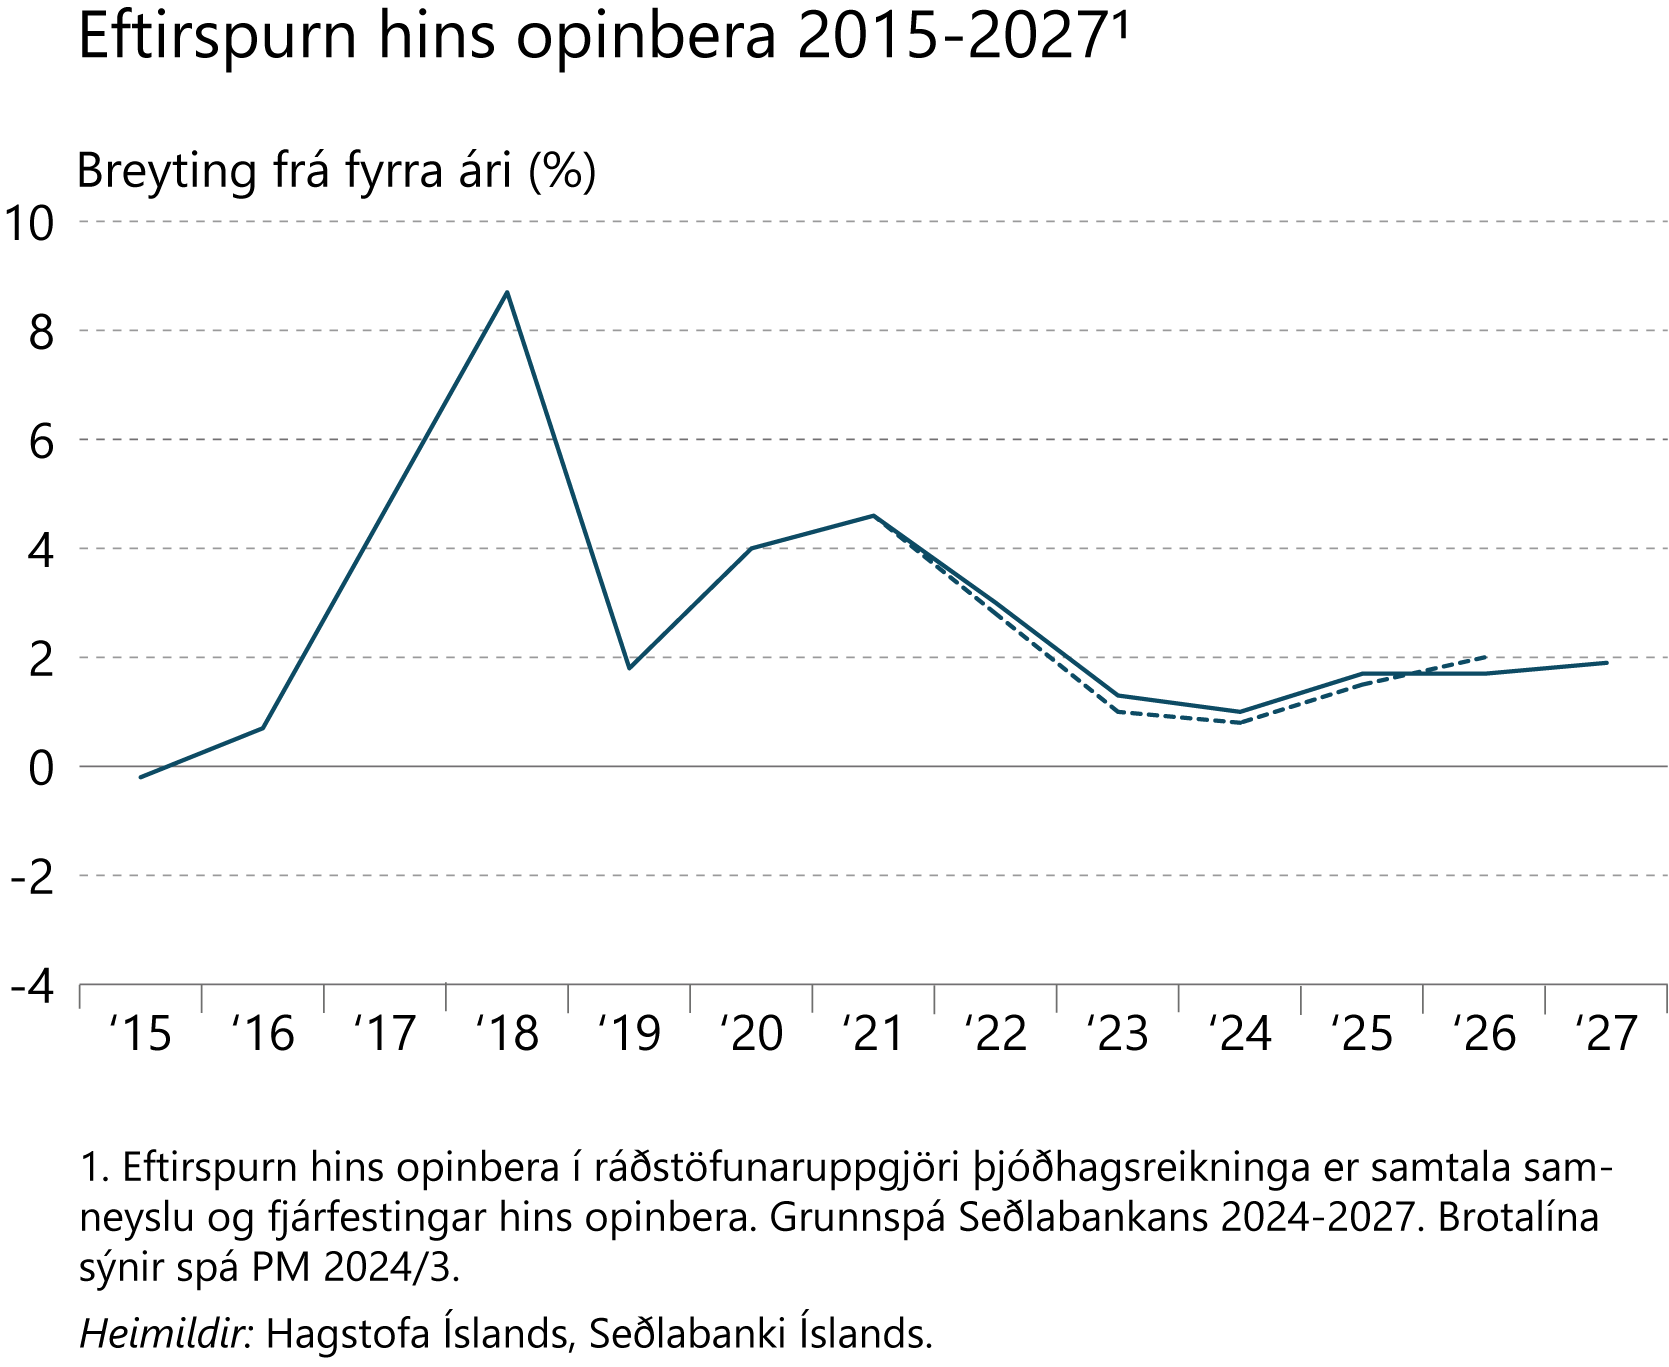 Eftirspurn hins opinbera 2015-2027¹
Breyting frá fyrra ári (%)
10
8
6
4
2
0
-2
-4
‘15 ‘16 ‘17 ‘18 ‘19 ‘20 ‘21 ‘22 ‘23 ‘24 ‘25 ‘26 ‘27
1. Eftirspurn hins opinbera í ráðstöfunaruppgjöri þjóðhagsreikninga er samtala sam-
neyslu og fjárfestingar hins opinbera. Grunnspá Seðlabankans 2024-2027. Brotalína
sýnir spá PM 2024/3.
Heimildir: Hagstofa Íslands, Seðlabanki Íslands.